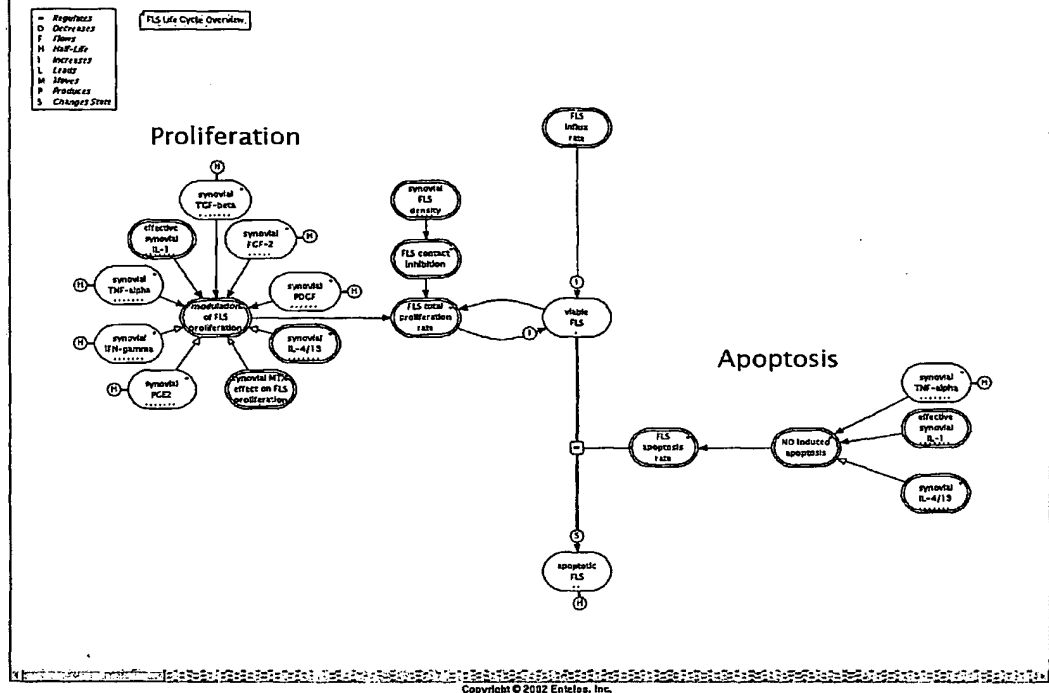 = Regulates
D Decreases
F Flows
H Half-Life
I Increases
L Leads
M Moves
P Produces
S Changes State
FLS Life Cycle Overview.
Proliferation
H
synovial
TGF-beta
effective
synovial
IL-1
synovial
FGF-2
H
H
synovial
TNF-alpha
synovial
PDGF
H
modulation
of FLS
proliferation
H
synovial
IFN-gamma
synovial
IL-4/13
H
synovial
PGE2
synovial MTX
effect on FLS
proliferation
synovial
FLS
density
FLS contact
inhibition
FLS total
proliferation
rate
FLS
influx
rate
I
viable
FLS
I
Apoptosis
synovial
TNF-alpha
H
effective
synovial
IL-1
synovial
IL-4/13
NO induced
apoptosis
FLS
apoptosis
rate
=
S
apoptotic
FLS
H
Copyright © 2002 Entelos, Inc.